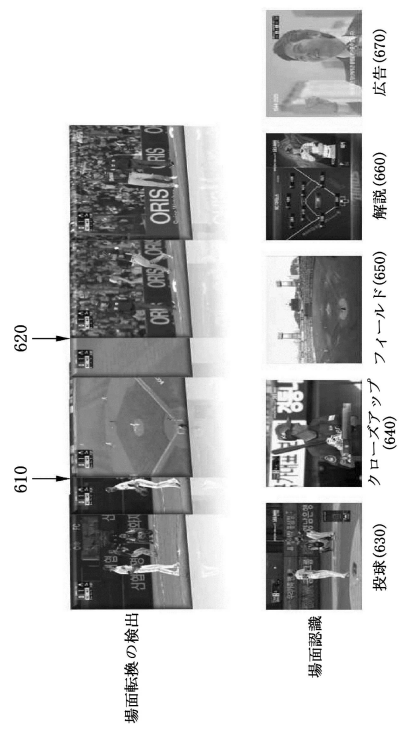 610
620
ORIS
ORIS
ORIS
ORIS
場面転換の検出
投球(630)
クローズアップ
(640)
フィールド(650)
解説(660)
広告(670)
場面認識